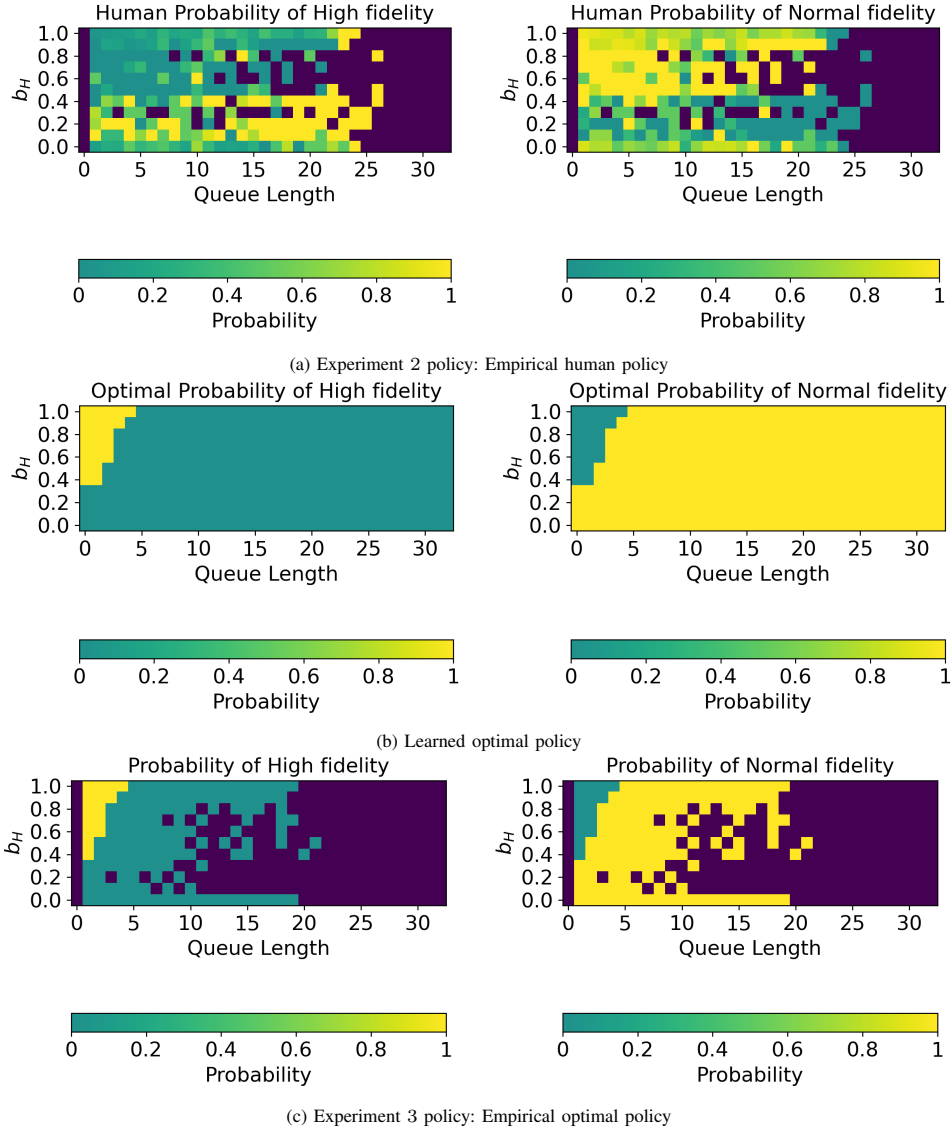 Human Probability of High fidelity
Human Probability of Normal fidelity
1.0
0.8
0.6
0.4
0.2
0.0
b_H
0 5 10 15 20 25 30
Queue Length
1.0
0.8
0.6
0.4
0.2
0.0
b_H
0 5 10 15 20 25 30
Queue Length
0 0.2 0.4 0.6 0.8 1
Probability
0 0.2 0.4 0.6 0.8 1
Probability
(a) Experiment 2 policy: Empirical human policy
Optimal Probability of High fidelity
Optimal Probability of Normal fidelity
1.0
0.8
0.6
0.4
0.2
0.0
b_H
0 5 10 15 20 25 30
Queue Length
1.0
0.8
0.6
0.4
0.2
0.0
b_H
0 5 10 15 20 25 30
Queue Length
0 0.2 0.4 0.6 0.8 1
Probability
0 0.2 0.4 0.6 0.8 1
Probability
(b) Learned optimal policy
Probability of High fidelity
Probability of Normal fidelity
1.0
0.8
0.6
0.4
0.2
0.0
b_H
0 5 10 15 20 25 30
Queue Length
1.0
0.8
0.6
0.4
0.2
0.0
b_H
0 5 10 15 20 25 30
Queue Length
0 0.2 0.4 0.6 0.8 1
Probability
0 0.2 0.4 0.6 0.8 1
Probability
(c) Experiment 3 policy: Empirical optimal policy